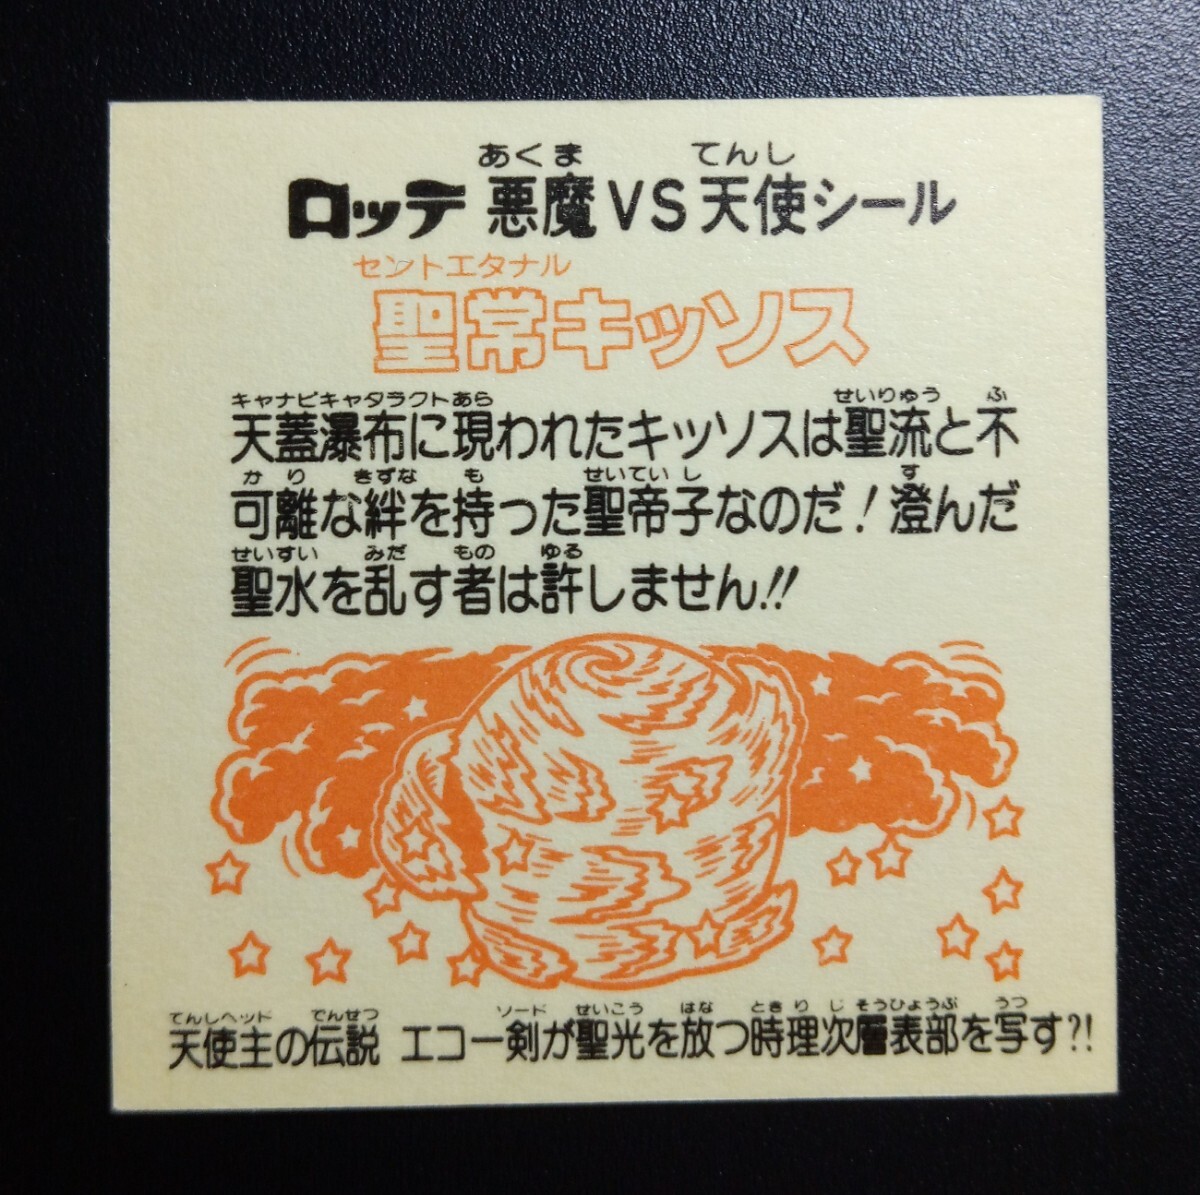 あくま てんし
ロッテ 悪魔VS天使シール
セントエタナル
聖常キッソス
キャナピキャタラクト あら せいりゅう ふ
天蓋瀑布に現われたキッソスは聖流と不
かり きずな も せいていし す
可離な絆を持った聖帝子なのだ！澄んだ
せいすい みだ もの ゆる
聖水を乱す者は許しません!!
てんしヘッド でんせつ ソード せいこう はな ときりじそうひょうぶ うつ
天使主の伝説 エコー剣が聖光を放つ時理次層表部を写す?!